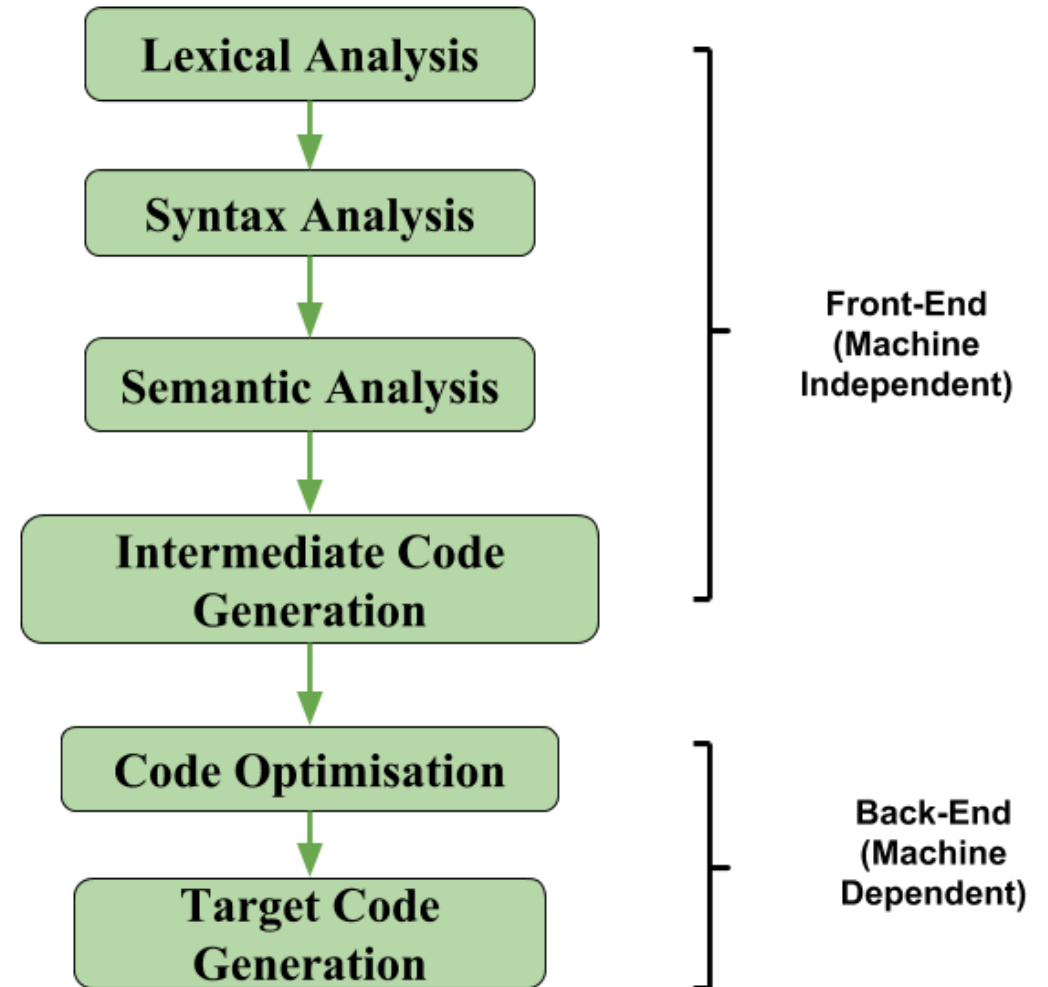 Lexical Analysis
Syntax Analysis
Semantic Analysis
Intermediate Code
Generation
Code Optimisation
Target Code
Generation
Front-End
(Machine
Independent)
Back-End
(Machine
Dependent)